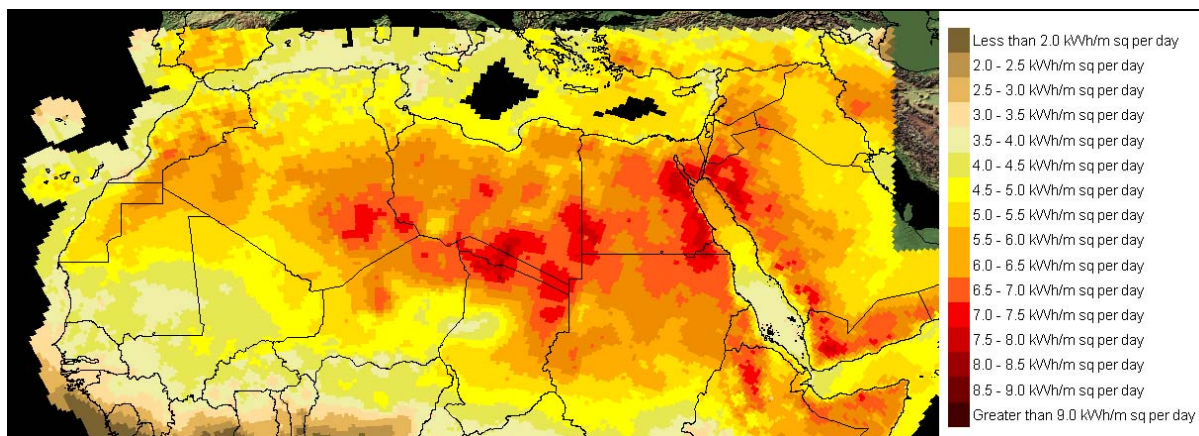 Less than 2.0 kWh/m sq per day
2.0 - 2.5 kWh/m sq per day
2.5 - 3.0 kWh/m sq per day
3.0 - 3.5 kWh/m sq per day
3.5 - 4.0 kWh/m sq per day
4.0 - 4.5 kWh/m sq per day
4.5 - 5.0 kWh/m sq per day
5.0 - 5.5 kWh/m sq per day
5.5 - 6.0 kWh/m sq per day
6.0 - 6.5 kWh/m sq per day
6.5 - 7.0 kWh/m sq per day
7.0 - 7.5 kWh/m sq per day
7.5 - 8.0 kWh/m sq per day
8.0 - 8.5 kWh/m sq per day
8.5 - 9.0 kWh/m sq per day
Greater than 9.0 kWh/m sq per day